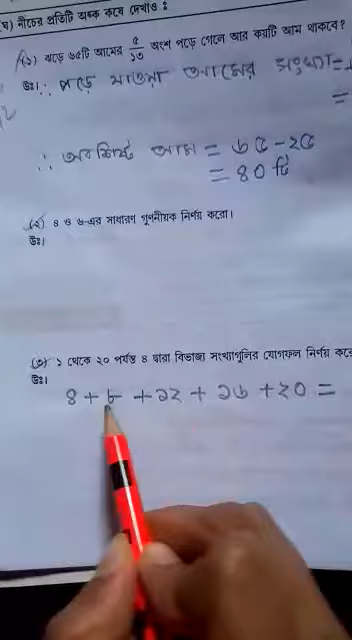 (ঘ) নীচের প্রতিটি অঙ্ক কষে দেখাও :
(১) ঝড়ে ৬৫টি আমের ৫/১৩ অংশ পড়ে গেলে আর কয়টি আম থাকবে?
উঃ। ∴ পড়ে যাওয়া আমের সংখ্যা =
=
∴ অবশিষ্ট আম = ৬৫ - ২৫
= ৪০ টি
(২) ৪ ও ৬-এর সাধারণ গুণনীয়ক নির্ণয় করো।
উঃ।
(৩) ১ থেকে ২০ পর্যন্ত ৪ দ্বারা বিভাজ্য সংখ্যাগুলির যোগফল নির্ণয়
উঃ।
৪ + ৮ + ১২ + ১৬ + ২০ =